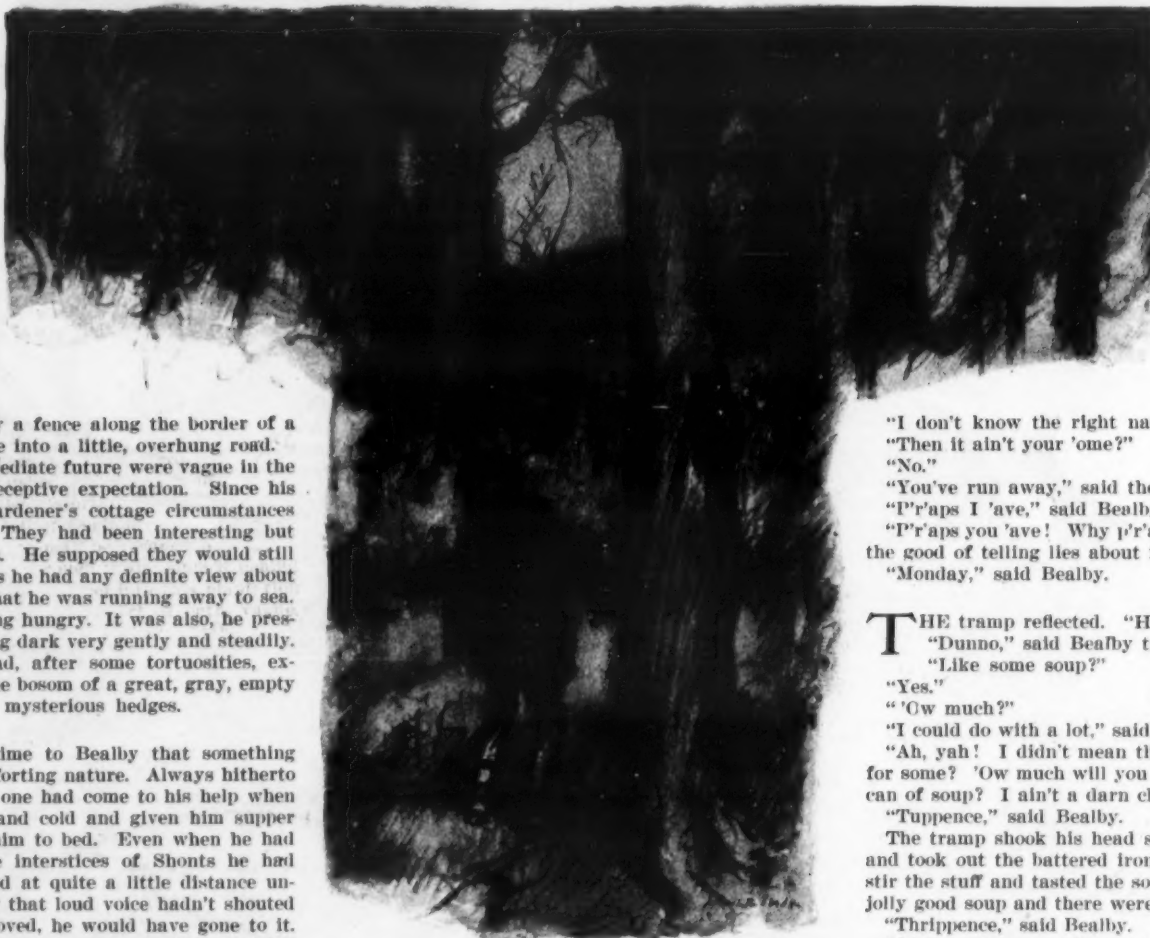 a fence along the border of a
e into a little, overhung road.
ediate future were vague in the
eceptive expectation. Since his
ardener's cottage circumstances
They had been interesting but
. He supposed they would still
s he had any definite view about
hat he was running away to sea.
ng hungry. It was also, he pres-
g dark very gently and steadily.
ad, after some tortuosities, ex-
e bosom of a great, gray, empty
mysterious hedges.
ime to Bealby that something
forting nature. Always hitherto
one had come to his help when
and cold and given him supper
him to bed. Even when he had
e interstices of Shonts he had
d at quite a little distance un-
that loud voice hadn't shouted
oved, he would have gone to it.
"I don't know the right na
"Then it ain't your 'ome?"
"No."
"You've run away," said the
"P'r'aps I 'ave," said Bealb
"P'r'aps you 'ave! Why p'r'a
the good of telling lies about
"Monday," said Bealby.
THE tramp reflected. "H
"Dunno," said Bealby t
"Like some soup?"
"Yes."
"'Ow much?"
"I could do with a lot," said
"Ah, yah! I didn't mean th
for some? 'Ow much will you
can of soup? I ain't a darn c
"Tuppence," said Bealby.
The tramp shook his head s
and took out the battered iron
stir the stuff and tasted the so
jolly good soup and there were
"Thrippence," said Bealby.